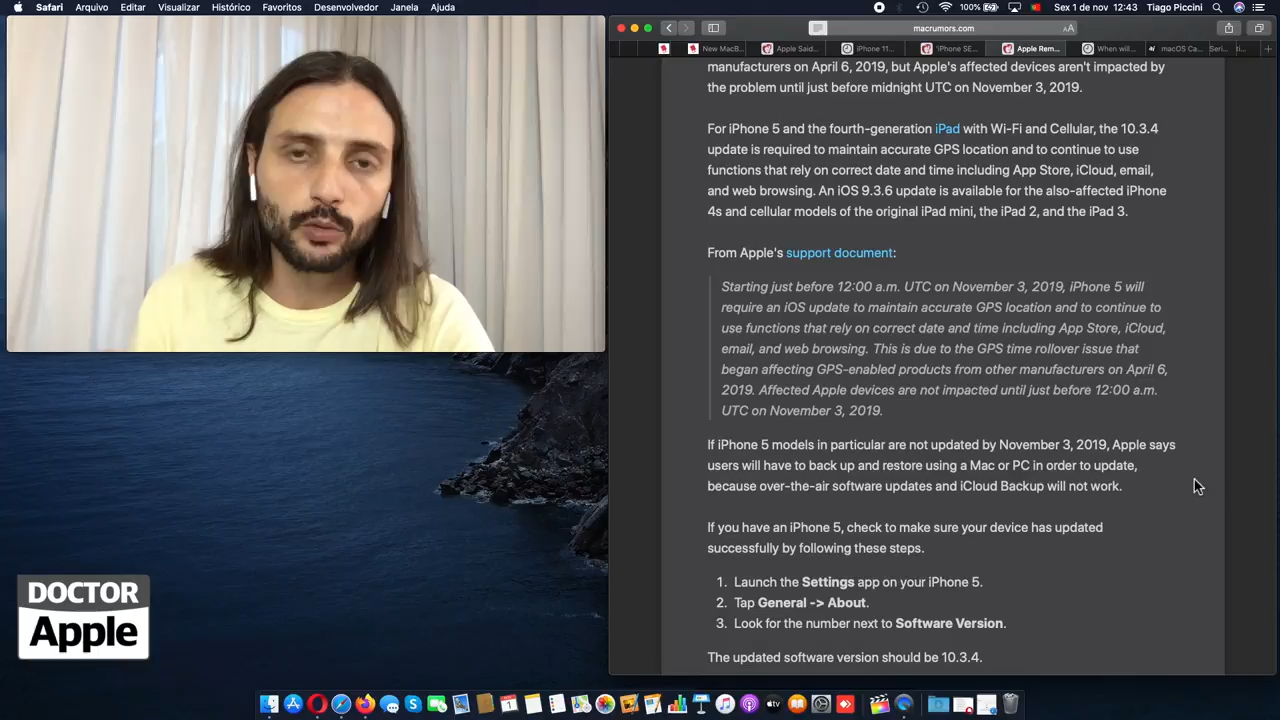 Safari Arquivo Editar Visualizar Histórico Favoritos Desenvolvedor Janela Ajuda 100% Sex 1 de nov 12:43 Tiago Piccini
macrumors.com
New MacB... Apple Said... iPhone 11... 'iPhone SE... Apple Rem... When will... macOS Ca... Seri...
manufacturers on April 6, 2019, but Apple's affected devices aren't impacted by
the problem until just before midnight UTC on November 3, 2019.
For iPhone 5 and the fourth-generation iPad with Wi-Fi and Cellular, the 10.3.4
update is required to maintain accurate GPS location and to continue to use
functions that rely on correct date and time including App Store, iCloud, email,
and web browsing. An iOS 9.3.6 update is available for the also-affected iPhone
4s and cellular models of the original iPad mini, the iPad 2, and the iPad 3.
From Apple's support document:
Starting just before 12:00 a.m. UTC on November 3, 2019, iPhone 5 will
require an iOS update to maintain accurate GPS location and to continue to
use functions that rely on correct date and time including App Store, iCloud,
email, and web browsing. This is due to the GPS time rollover issue that
began affecting GPS-enabled products from other manufacturers on April 6,
2019. Affected Apple devices are not impacted until just before 12:00 a.m.
UTC on November 3, 2019.
If iPhone 5 models in particular are not updated by November 3, 2019, Apple says
users will have to back up and restore using a Mac or PC in order to update,
because over-the-air software updates and iCloud Backup will not work.
If you have an iPhone 5, check to make sure your device has updated
successfully by following these steps.
1. Launch the Settings app on your iPhone 5.
2. Tap General -> About.
3. Look for the number next to Software Version.
The updated software version should be 10.3.4.
DOCTOR
Apple